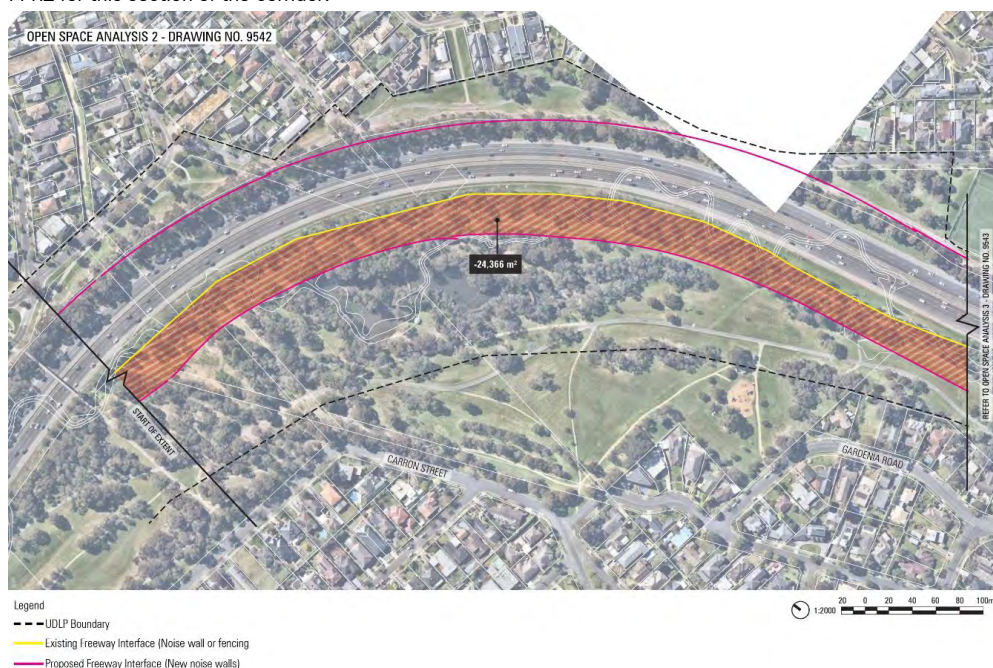 OPEN SPACE ANALYSIS 2 - DRAWING NO. 9542
-24,366 m²
START OF EXTENT
CARRON STREET
GARDENIA ROAD
REFER TO OPEN SPACE ANALYSIS 3 - DRAWING NO. 9543
Legend
UDLP Boundary
Existing Freeway Interface (Noise wall or fencing
Proposed Freeway Interface (New noise walls)
1:2000
20 0 20 40 60 80 100m